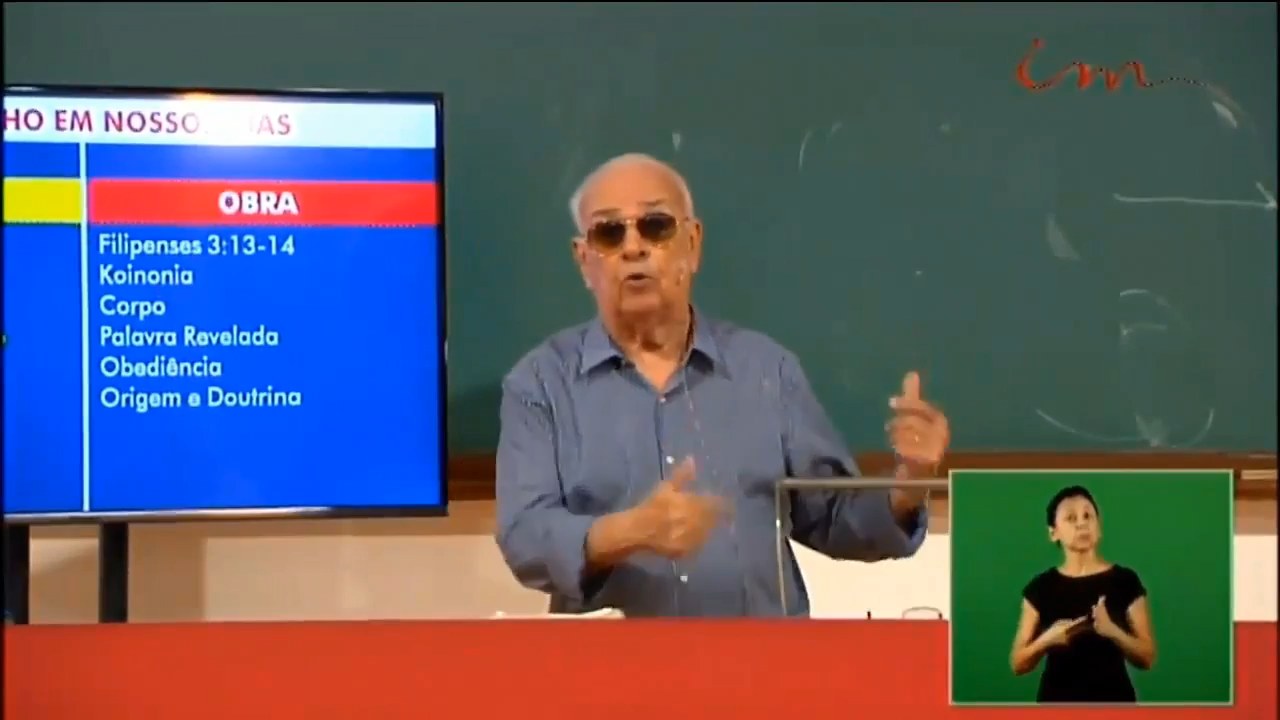 HO EM NOSSO
OBRA
Filipenses 3:13-14
Koinonia
Corpo
Palavra Revelada
Obediência
Origem e Doutrina